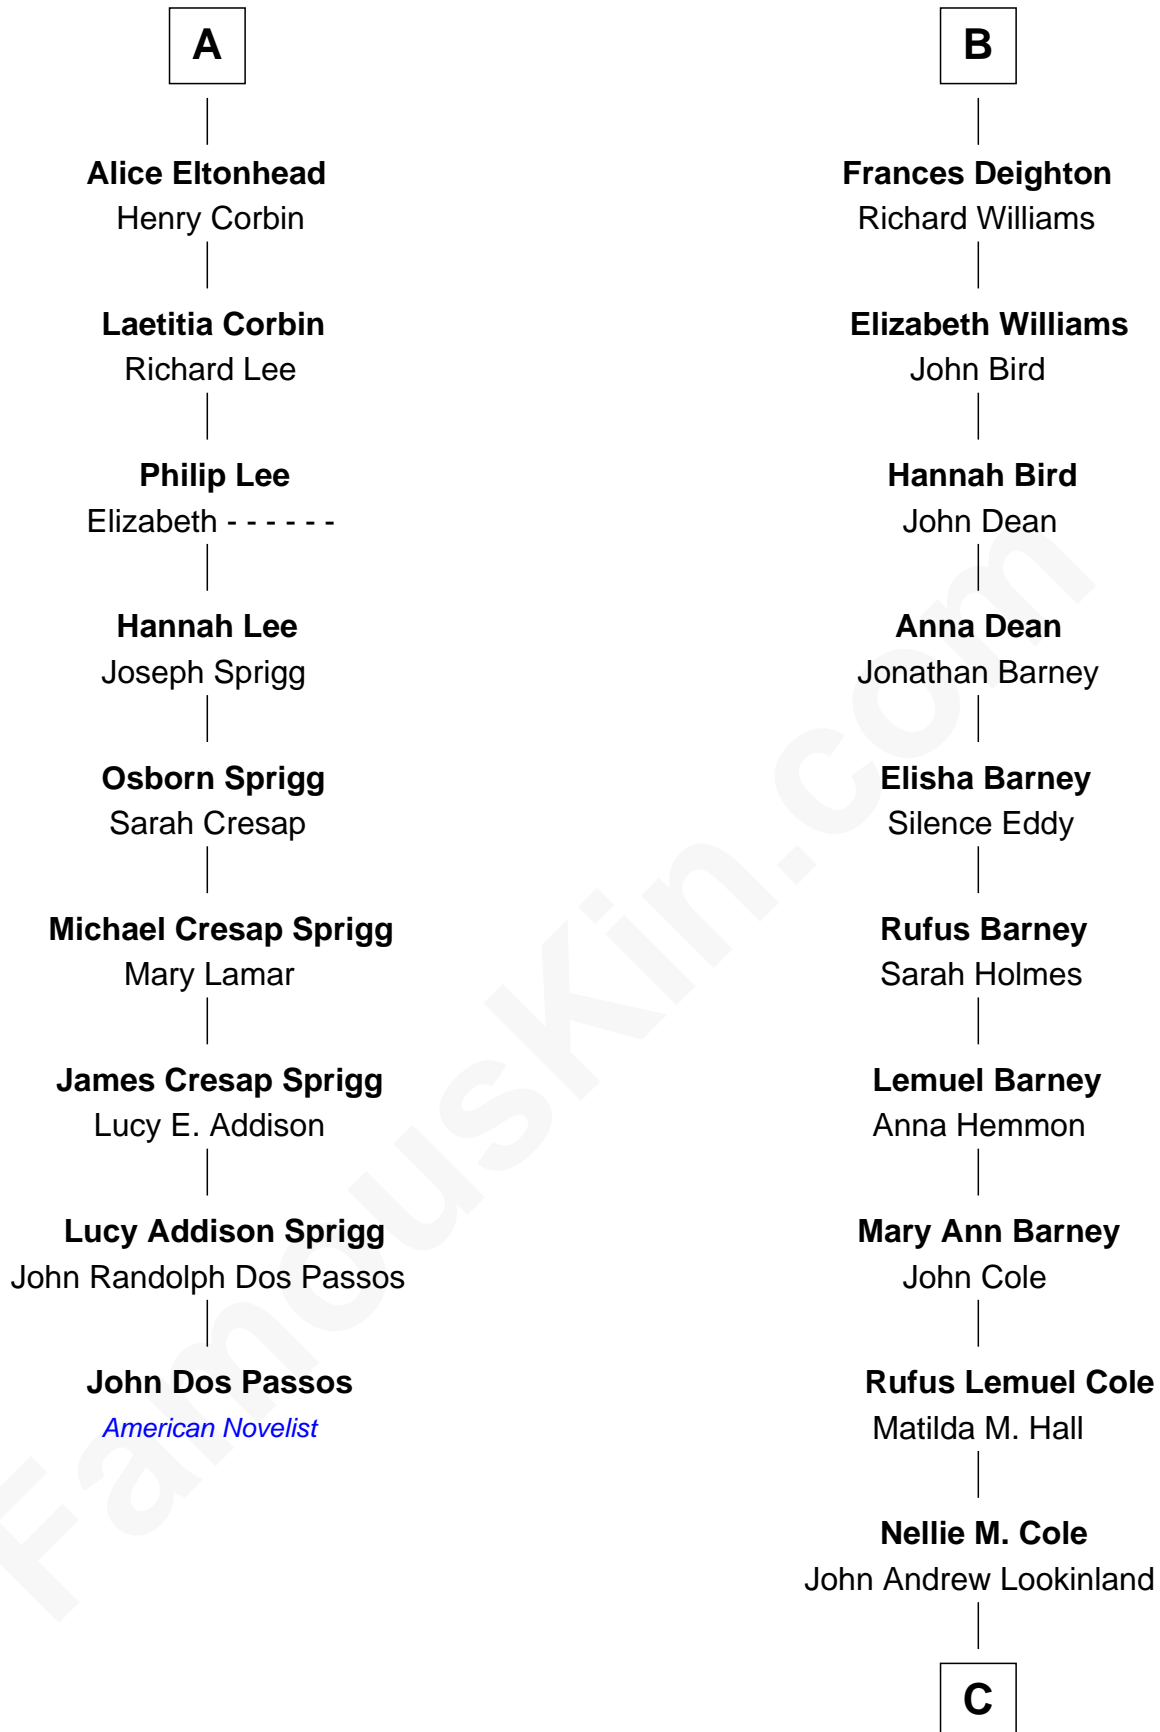 A
Alice Eltonhead
Henry Corbin
Laetitia Corbin
Richard Lee
Philip Lee
Elizabeth - - - - - -
Hannah Lee
Joseph Sprigg
Osborn Sprigg
Sarah Cresap
Michael Cresap Sprigg
Mary Lamar
James Cresap Sprigg
Lucy E. Addison
Lucy Addison Sprigg
John Randolph Dos Passos
John Dos Passos
American Novelist
B
Frances Deighton
Richard Williams
Elizabeth Williams
John Bird
Hannah Bird
John Dean
Anna Dean
Jonathan Barney
Elisha Barney
Silence Eddy
Rufus Barney
Sarah Holmes
Lemuel Barney
Anna Hemmon
Mary Ann Barney
John Cole
Rufus Lemuel Cole
Matilda M. Hall
Nellie M. Cole
John Andrew Lookinland
C
FamousKin.com